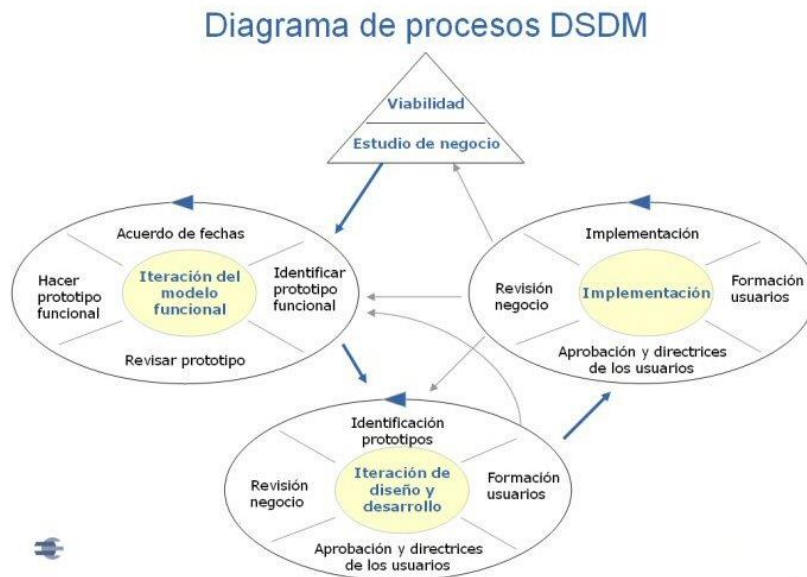 Diagrama de procesos DSDM
Viabilidad
Estudio de negocio
Acuerdo de fechas
Hacer
prototipo
funcional
Iteración del
modelo
funcional
Identificar
prototipo
funcional
Revisar prototipo
Implementación
Revisión
negocio
Implementación
Formación
usuarios
Aprobación y directrices
de los usuarios
Identificación
prototipos
Revisión
negocio
Iteración de
diseño y
desarrollo
Formación
usuarios
Aprobación y directrices
de los usuarios